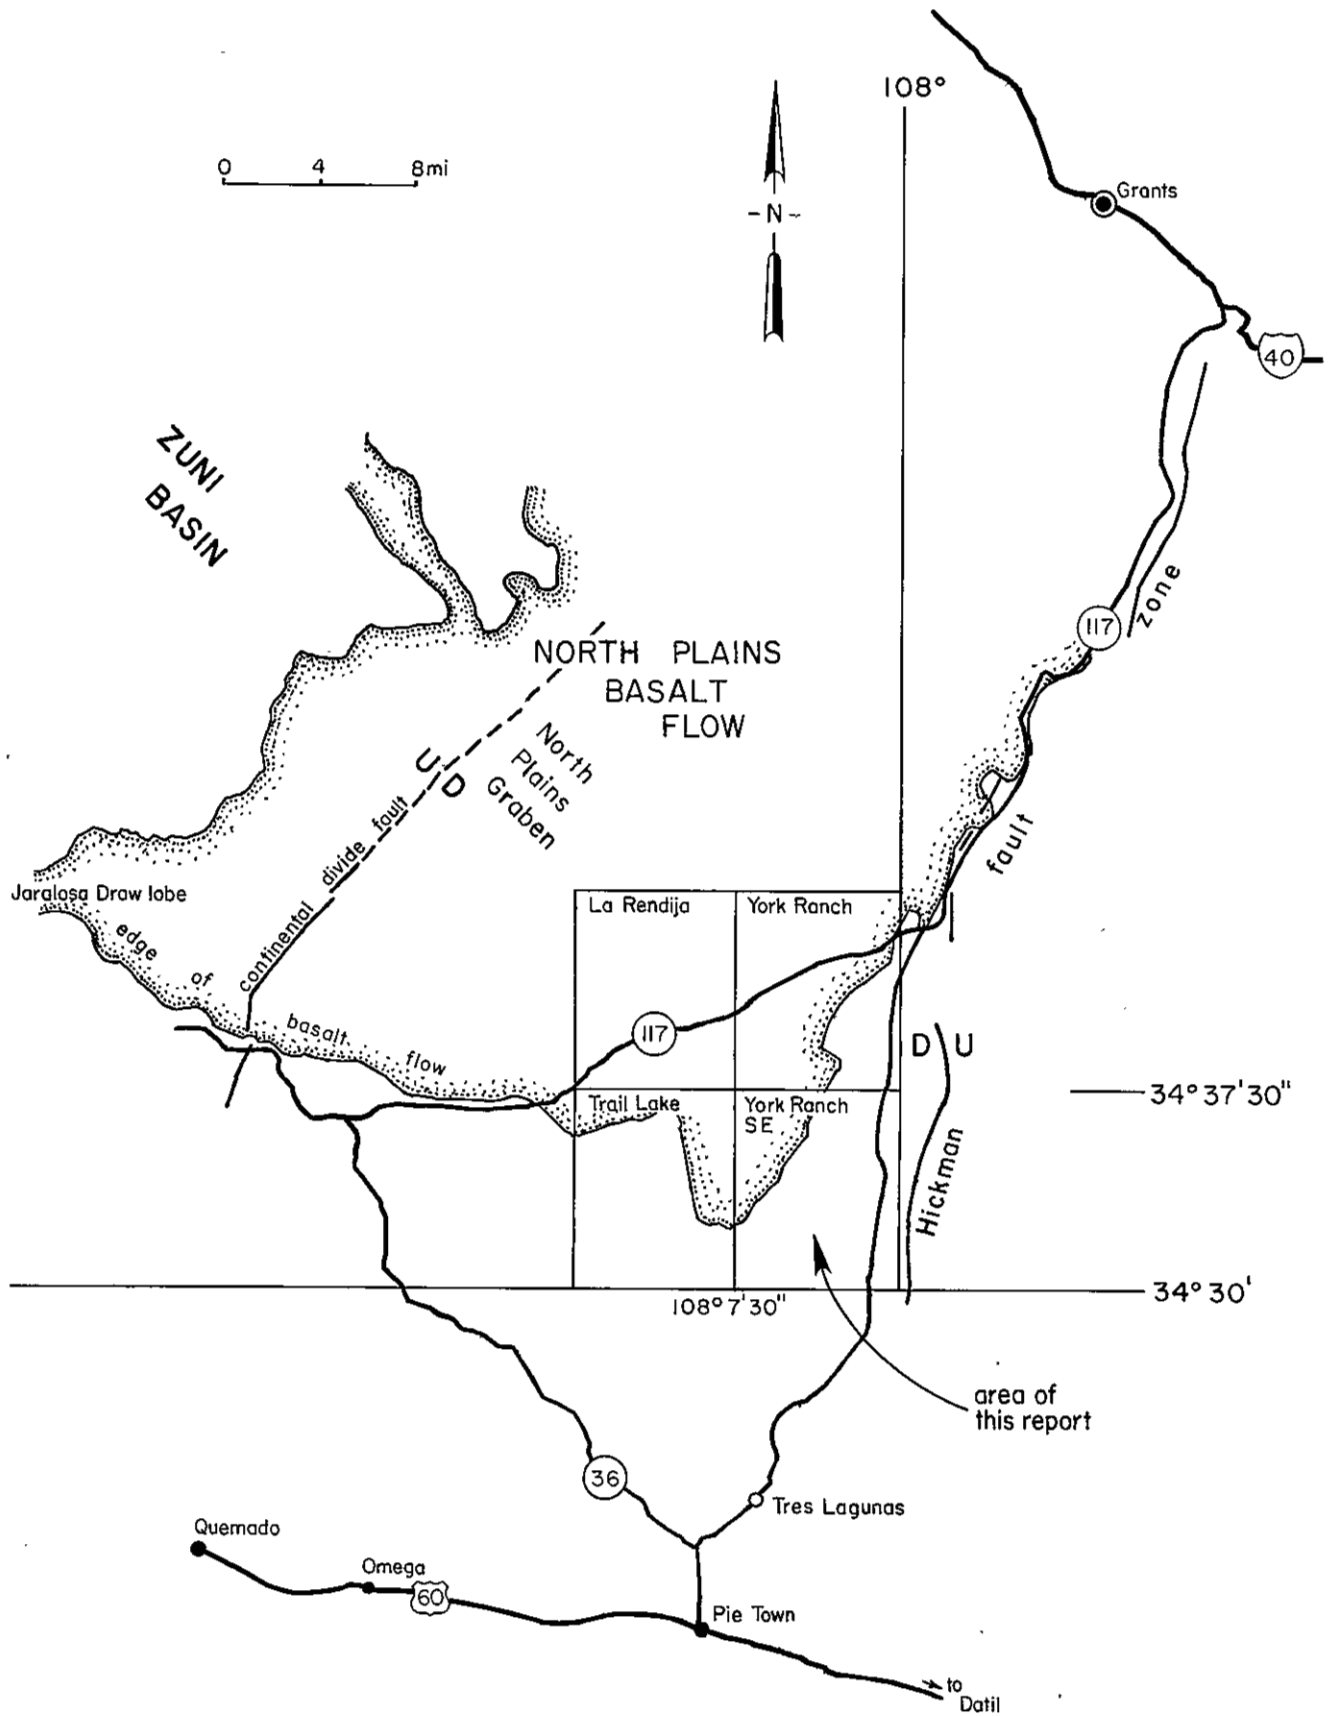 108°
0 4 8mi
Grants
-N-
40
ZUNI
BASIN
zone
117
NORTH PLAINS
BASALT
FLOW
North
Plains
Graben
U D
continental divide fault
fault
Jaralosa Draw lobe
La Rendija
York Ranch
edge of basalt flow
117
D U
34° 37' 30"
Trail Lake
York Ranch
SE
Hickman
34° 30'
108° 7' 30"
area of
this report
36
Tres Lagunas
Quemado
Omega
60
Pie Town
to
Datil